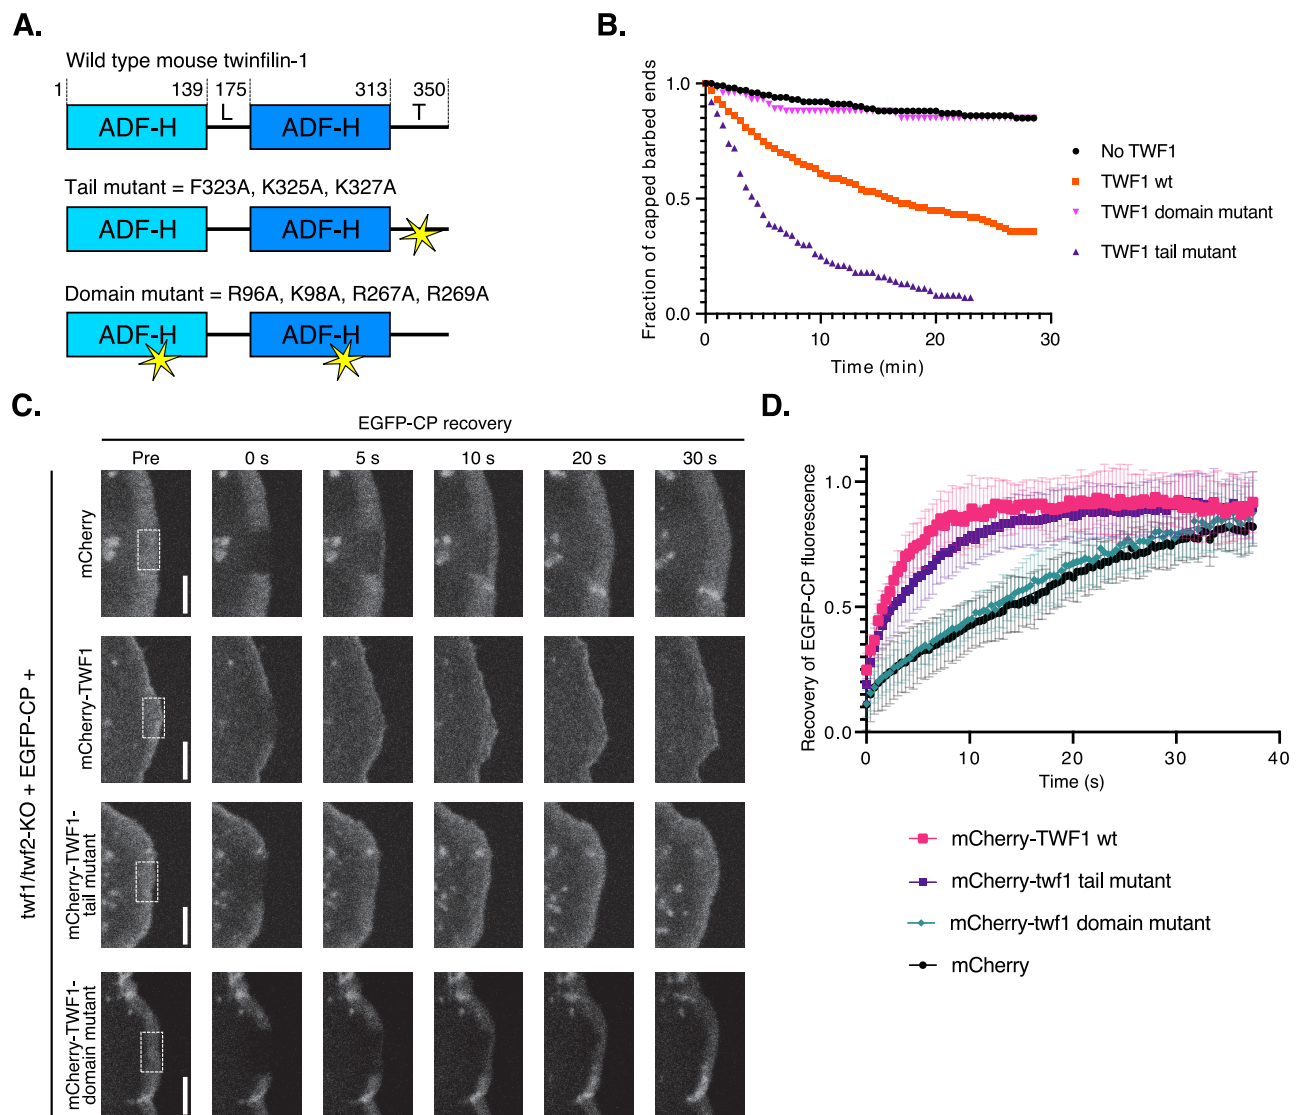 A.
Wild type mouse twinfilin-1
1 139 175 313 350
L T
ADF-H ADF-H
Tail mutant = F323A, K325A, K327A
ADF-H ADF-H
Domain mutant = R96A, K98A, R267A, R269A
ADF-H ADF-H
B.
Fraction of capped barbed ends
1.0
0.5
0.0
0 10 20 30
Time (min)
No TWF1
TWF1 wt
TWF1 domain mutant
TWF1 tail mutant
C.
EGFP-CP recovery
Pre 0 s 5 s 10 s 20 s 30 s
twf1/twf2-KO + EGFP-CP +
mCherry
mCherry-TWF1
mCherry-TWF1-
tail mutant
mCherry-TWF1-
domain mutant
D.
Recovery of EGFP-CP fluorescence
1.0
0.5
0.0
0 10 20 30 40
Time (s)
mCherry-TWF1 wt
mCherry-twf1 tail mutant
mCherry-twf1 domain mutant
mCherry